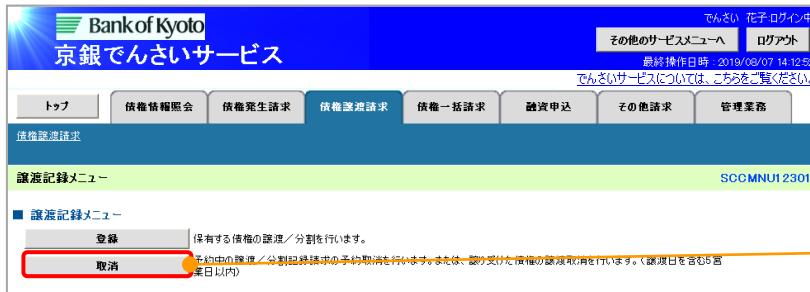 Bank of Kyoto
京銀でんさいサービス
でんさい 花子:ログイン中
その他のサービスメニューへ
ログアウト
最終操作日時:2019/08/07 14:12:52
でんさいサービスについては、こちらをご覧ください。
トップ
債権情報照会
債権発生請求
債権譲渡請求
債権一括請求
融資申込
その他請求
管理業務
債権譲渡請求
譲渡記録メニュー
SCCMNU12301
■ 譲渡記録メニュー
登録
保有する債権の譲渡/分割を行います。
取消
予約中の譲渡/分割記録請求の予約取消を行います。または、譲り受けた債権の譲渡取消を行います。(譲渡日を含む5営
業日以内)